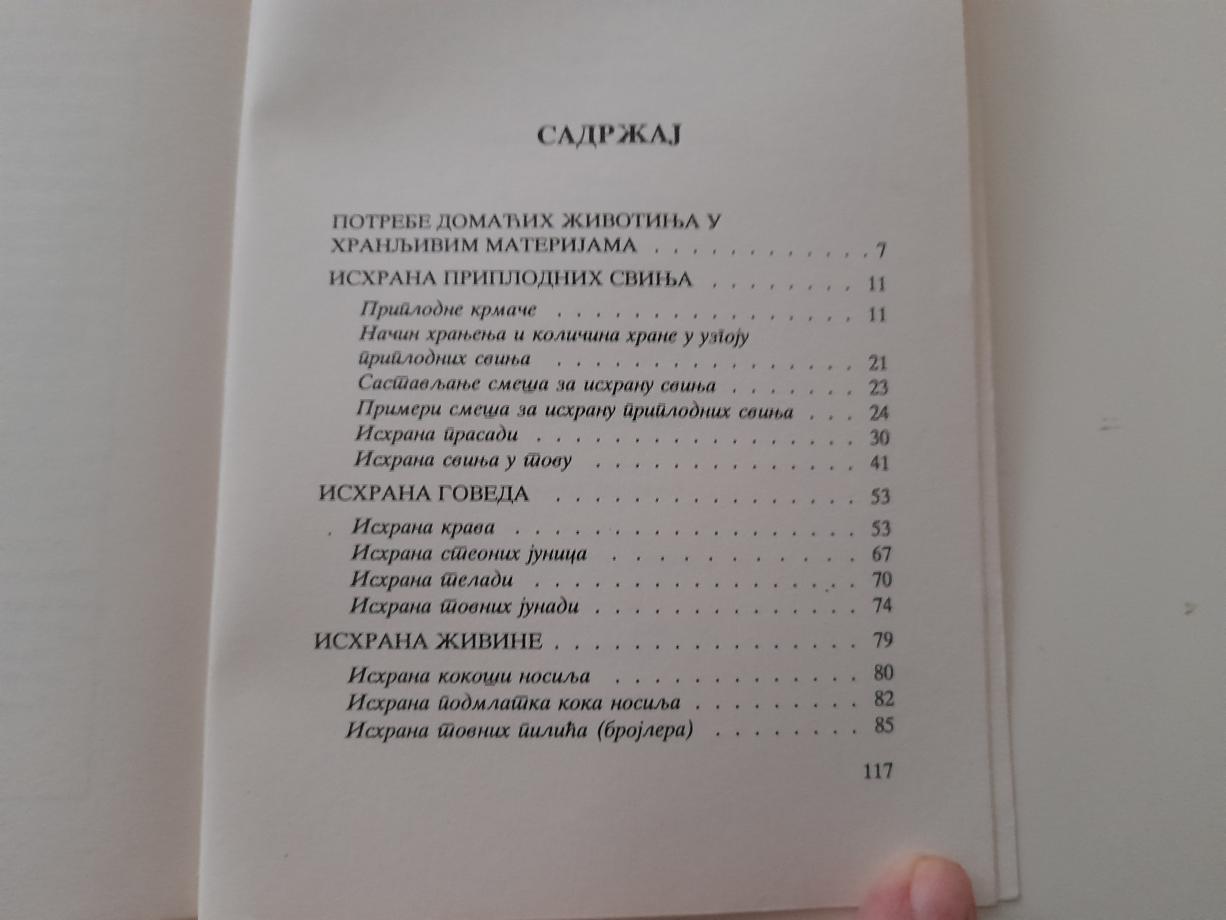 САДРЖАЈ
ПОТРЕБЕ ДОМАЋИХ ЖИВОТИЊА У
ХРАНЉИВИМ МАТЕРИЈАМА . . . . . . . . . . . . 7
ИСХРАНА ПРИПЛОДНИХ СВИЊА . . . . . . . . 11
Приплодне крмаче . . . . . . . . . . . . . . . . 11
Начин храњења и количина хране у узгоју
приплодних свиња . . . . . . . . . . . . . . . . 21
Састављање смеша за исхрану свиња . . . . . . . 23
Примери смеша за исхрану приплодних свиња . . . 24
Исхрана прасади . . . . . . . . . . . . . . . . . 30
Исхрана свиња у тову . . . . . . . . . . . . . . 41
ИСХРАНА ГОВЕДА . . . . . . . . . . . . . . . . 53
Исхрана крава . . . . . . . . . . . . . . . . . . 53
Исхрана стеоних јуница . . . . . . . . . . . . . 67
Исхрана телади . . . . . . . . . . . . . . . . . 70
Исхрана товних јунади . . . . . . . . . . . . . . 74
ИСХРАНА ЖИВИНЕ . . . . . . . . . . . . . . . . 79
Исхрана кокоши носиља . . . . . . . . . . . . . 80
Исхрана подмлатка кока носиља . . . . . . . . . 82
Исхрана товних пилића (бројлера) . . . . . . . . 85
117